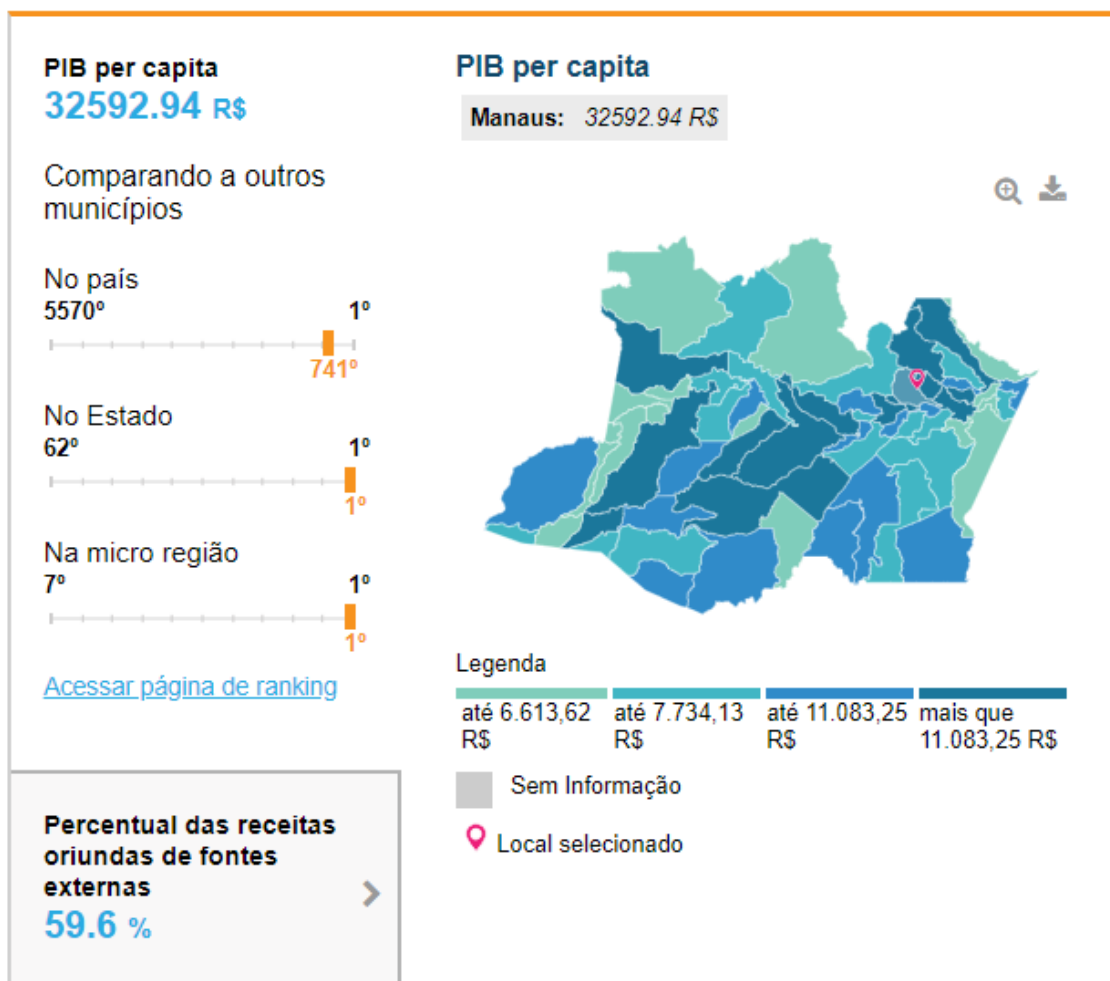 PIB per capita
32592.94 R$
Comparando a outros
municípios
No país
5570º 1º
741º
No Estado
62º 1º
1º
Na micro região
7º 1º
1º
Acessar página de ranking
Percentual das receitas
oriundas de fontes
externas
59.6 %
PIB per capita
Manaus: 32592.94 R$
Legenda
até 6.613,62 R$
até 7.734,13 R$
até 11.083,25 R$
mais que 11.083,25 R$
Sem Informação
Local selecionado